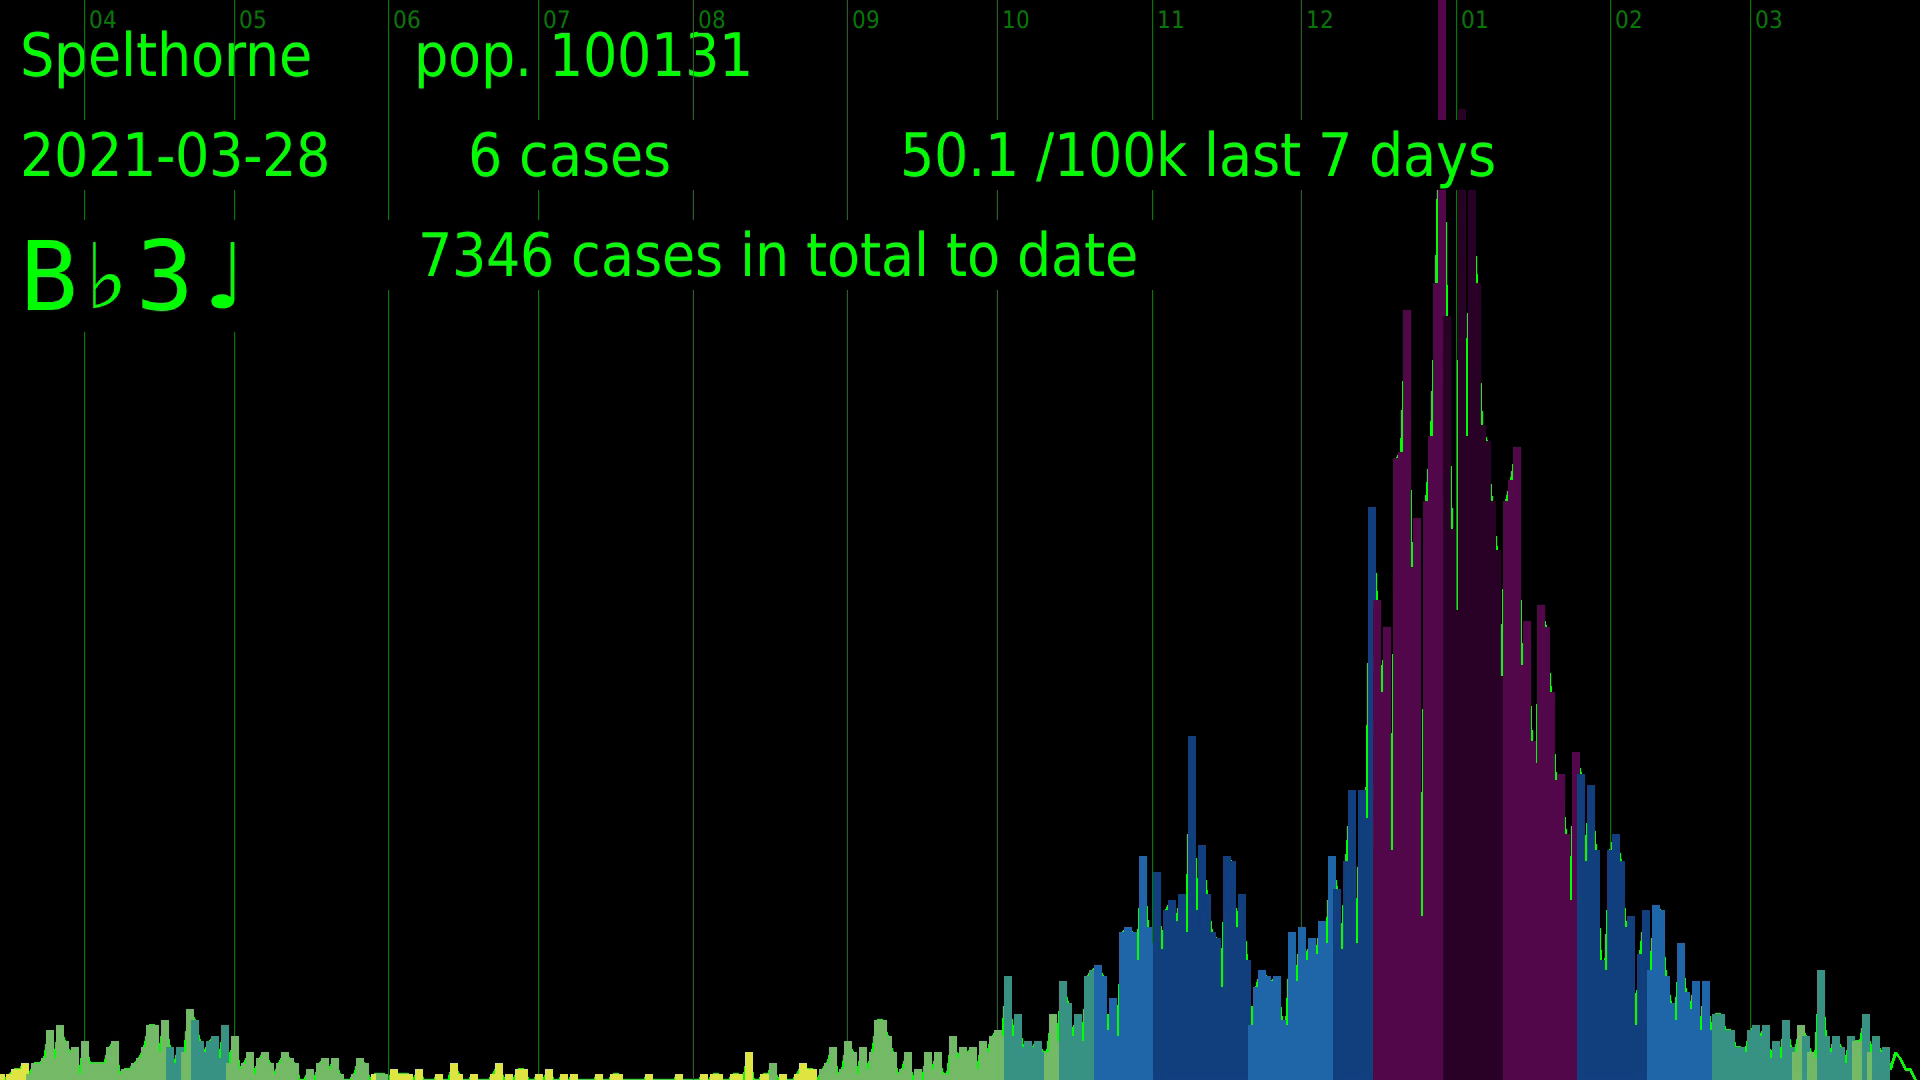 04 05 06 07 08 09 10 11 12 01 02 03
Spelthorne pop. 100131
2021-03-28 6 cases 50.1 /100k last 7 days
B♭3♩ 7346 cases in total to date